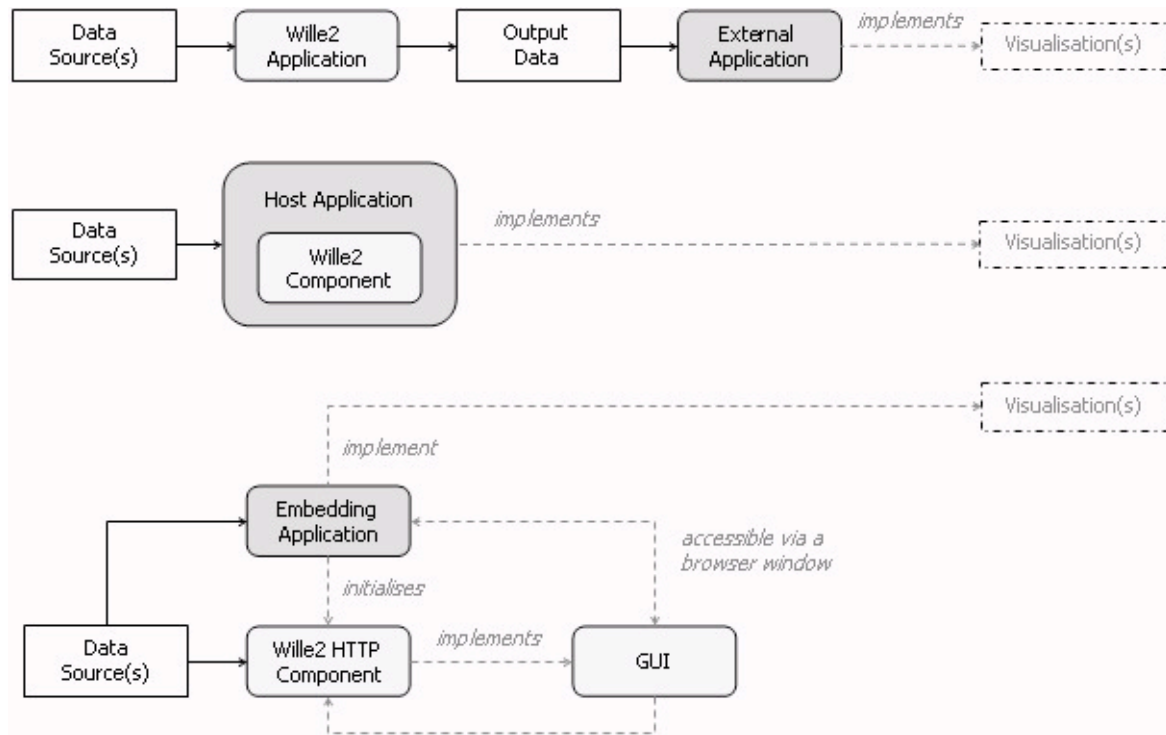 Data
Source(s)
Wille2
Application
Output
Data
External
Application
implements
Visualisation(s)
Host Application
Data
Source(s)
Wille2
Component
implements
Visualisation(s)
Visualisation(s)
implement
Embedding
Application
accessible via a
browser window
initialises
Data
Source(s)
Wille2 HTTP
Component
implements
GUI